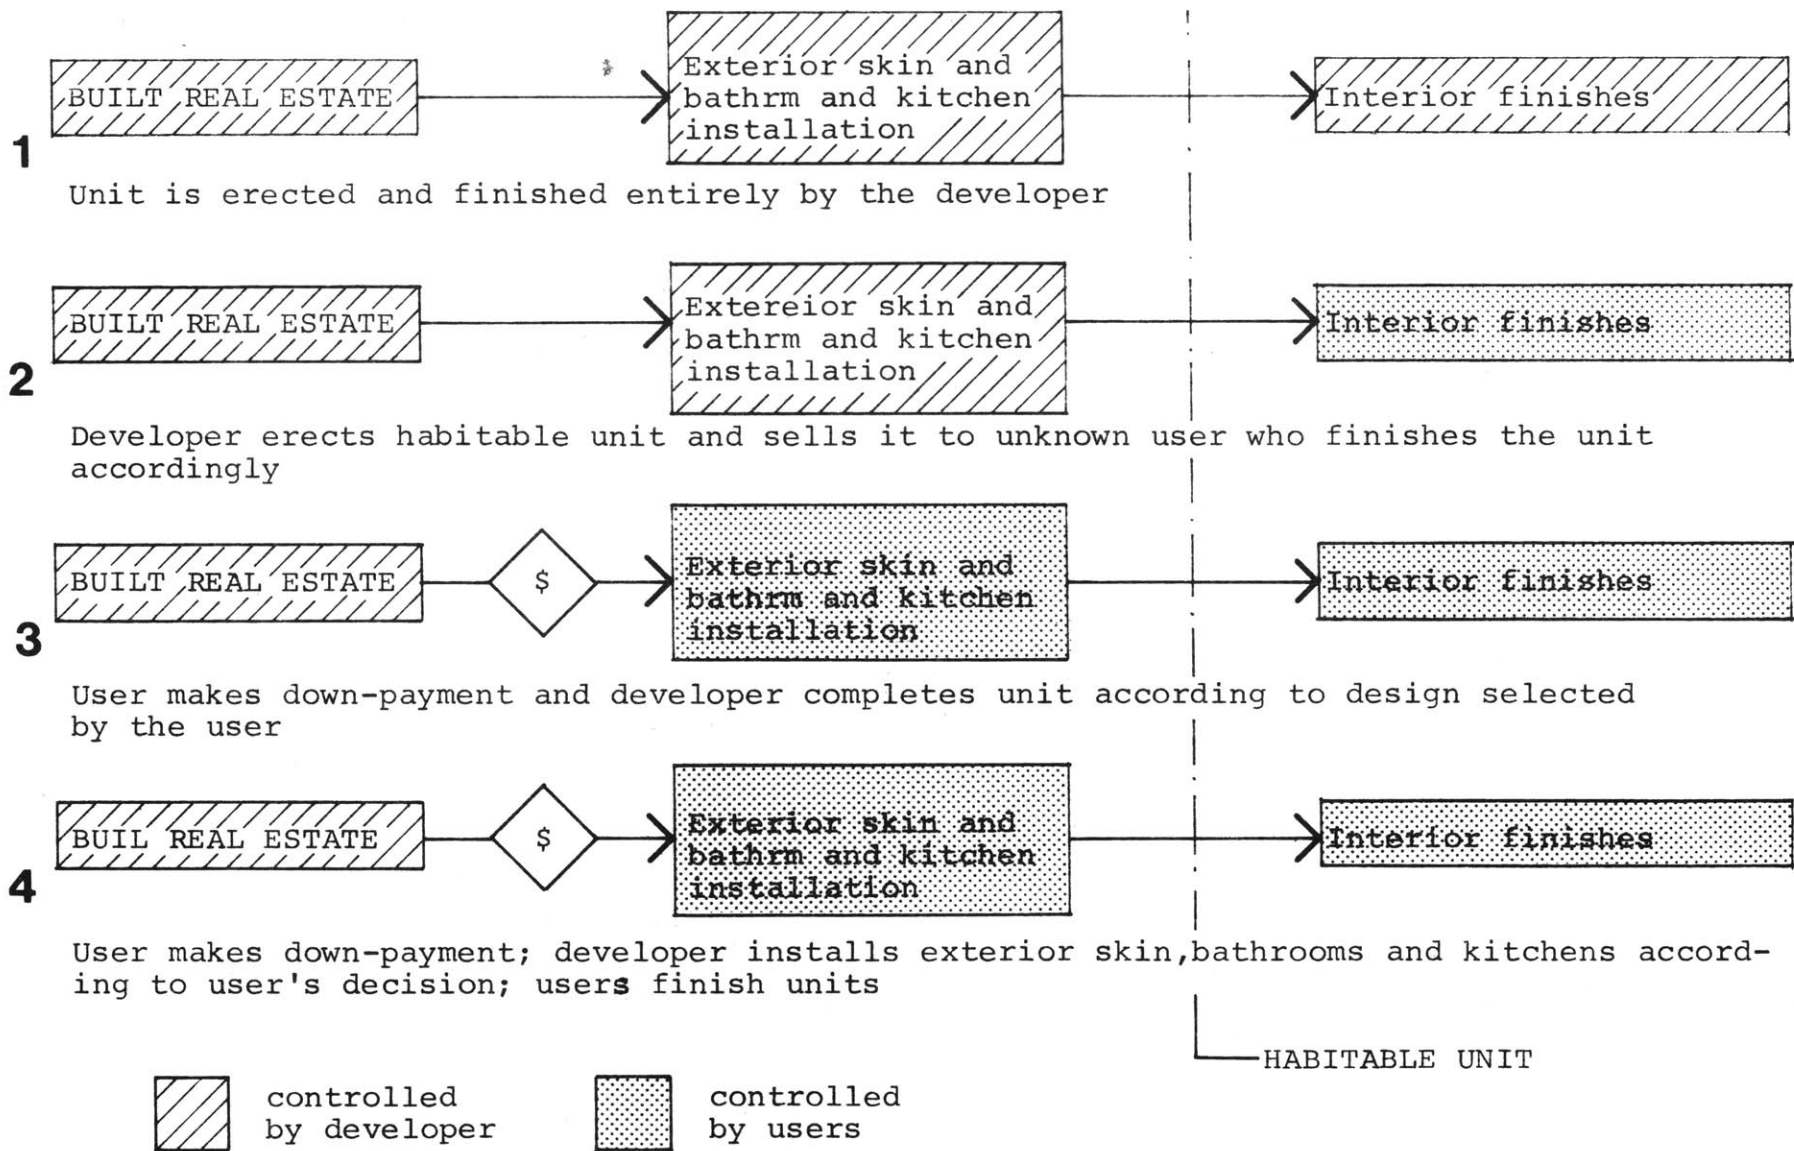 BUILT REAL ESTATE
Exterior skin and
bathrm and kitchen
installation
Interior finishes
1
Unit is erected and finished entirely by the developer
BUILT REAL ESTATE
Extereior skin and
bathrm and kitchen
installation
Interior finishes
2
Developer erects habitable unit and sells it to unknown user who finishes the unit
accordingly
BUILT REAL ESTATE
$
Exterior skin and
bathrm and kitchen
installation
Interior finishes
3
User makes down-payment and developer completes unit according to design selected
by the user
BUIL REAL ESTATE
$
Exterior skin and
bathrm and kitchen
installation
Interior finishes
4
User makes down-payment; developer installs exterior skin,bathrooms and kitchens accord-
ing to user's decision; users finish units
HABITABLE UNIT
controlled
by developer
controlled
by users